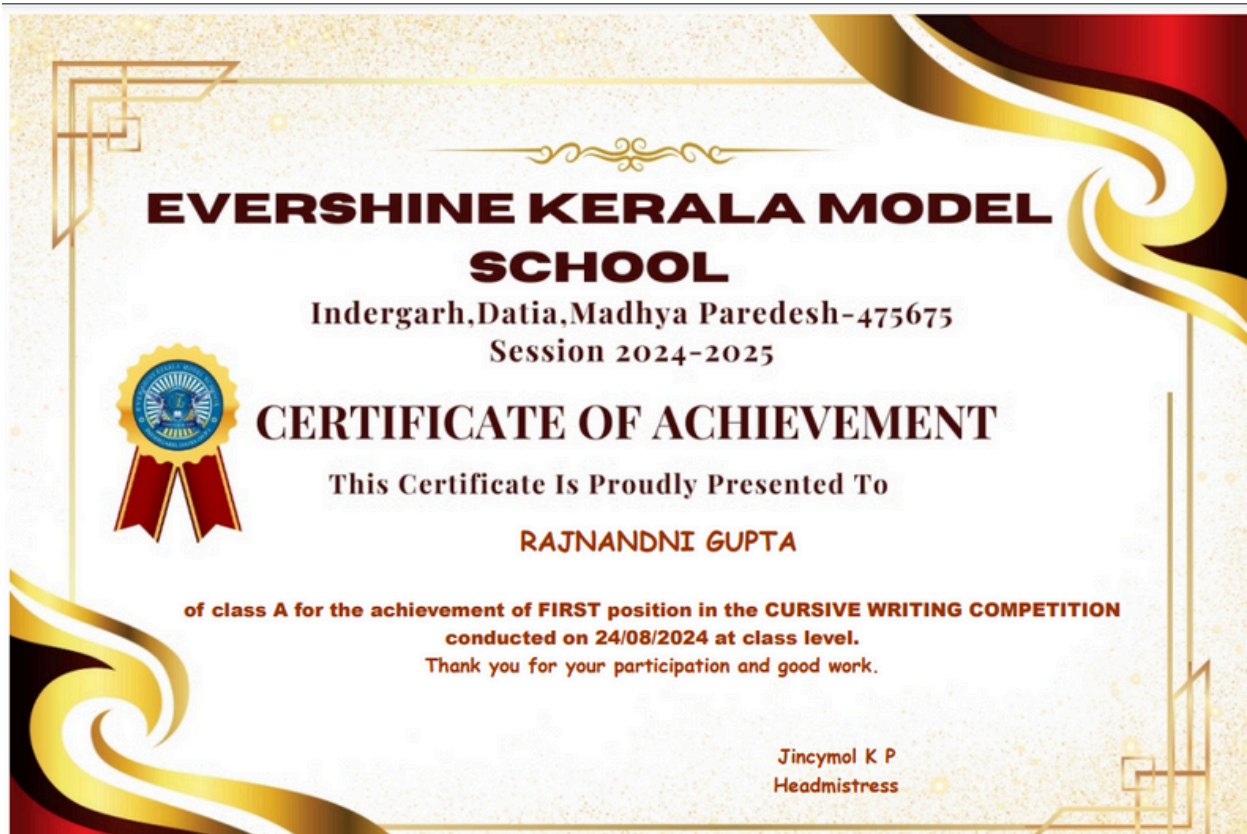 EVERSHINE KERALA MODEL
SCHOOL
Indergarh,Datia,Madhya Paredesh-475675
Session 2024-2025
CERTIFICATE OF ACHIEVEMENT
This Certificate Is Proudly Presented To
RAJNANDNI GUPTA
of class A for the achievement of FIRST position in the CURSIVE WRITING COMPETITION
conducted on 24/08/2024 at class level.
Thank you for your participation and good work.
Jincymol K P
Headmistress